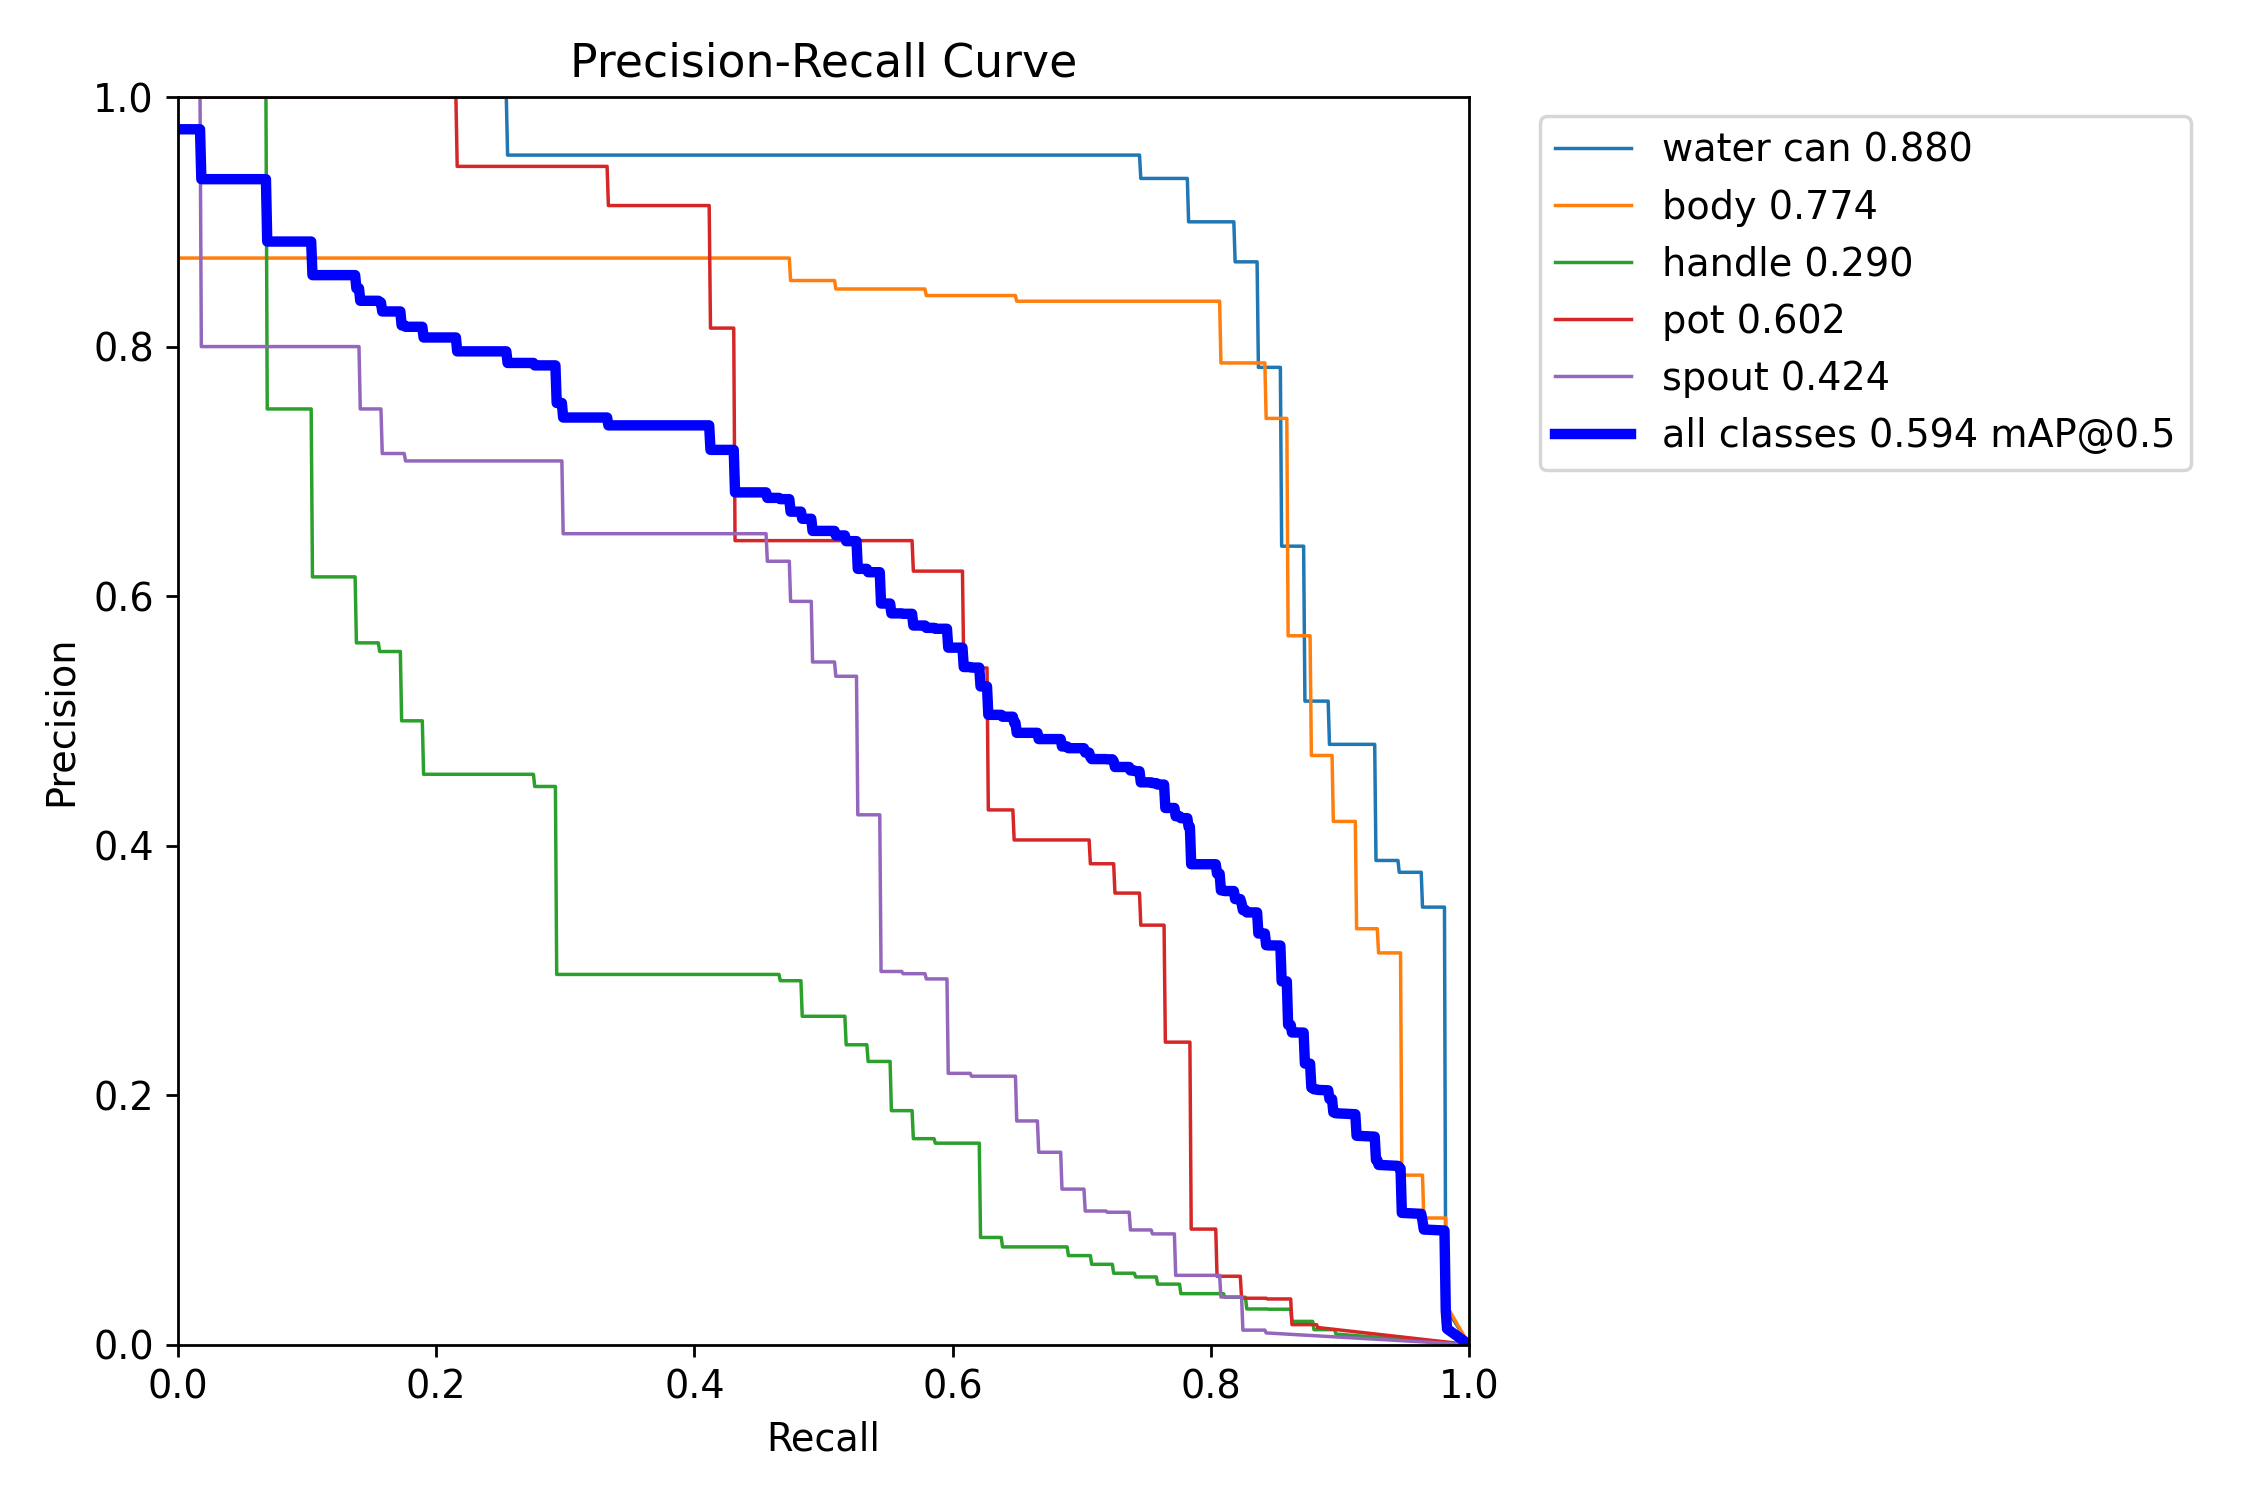 Precision-Recall Curve
1.0
0.8
0.6
0.4
0.2
0.0
Precision
0.0 0.2 0.4 0.6 0.8 1.0
Recall
water can 0.880
body 0.774
handle 0.290
pot 0.602
spout 0.424
all classes 0.594 mAP@0.5